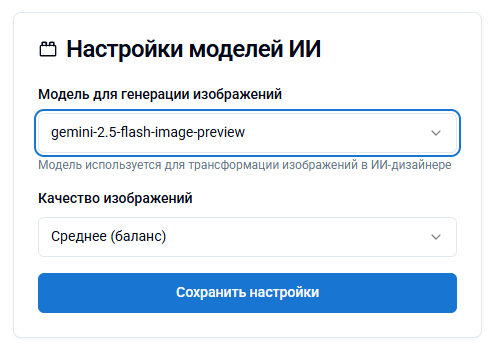 Настройки моделей ИИ
Модель для генерации изображений
gemini-2.5-flash-image-preview
Модель используется для трансформации изображений в ИИ-дизайнере
Качество изображений
Среднее (баланс)
Сохранить настройки